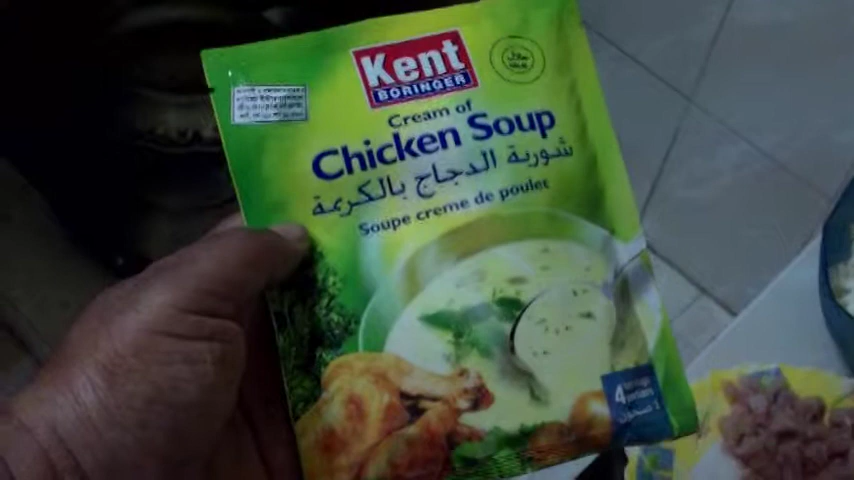 Kent
BORINGER
Cream of
Chicken Soup
شوربة الدجاج بالكريمة
Soupe creme de poulet
4